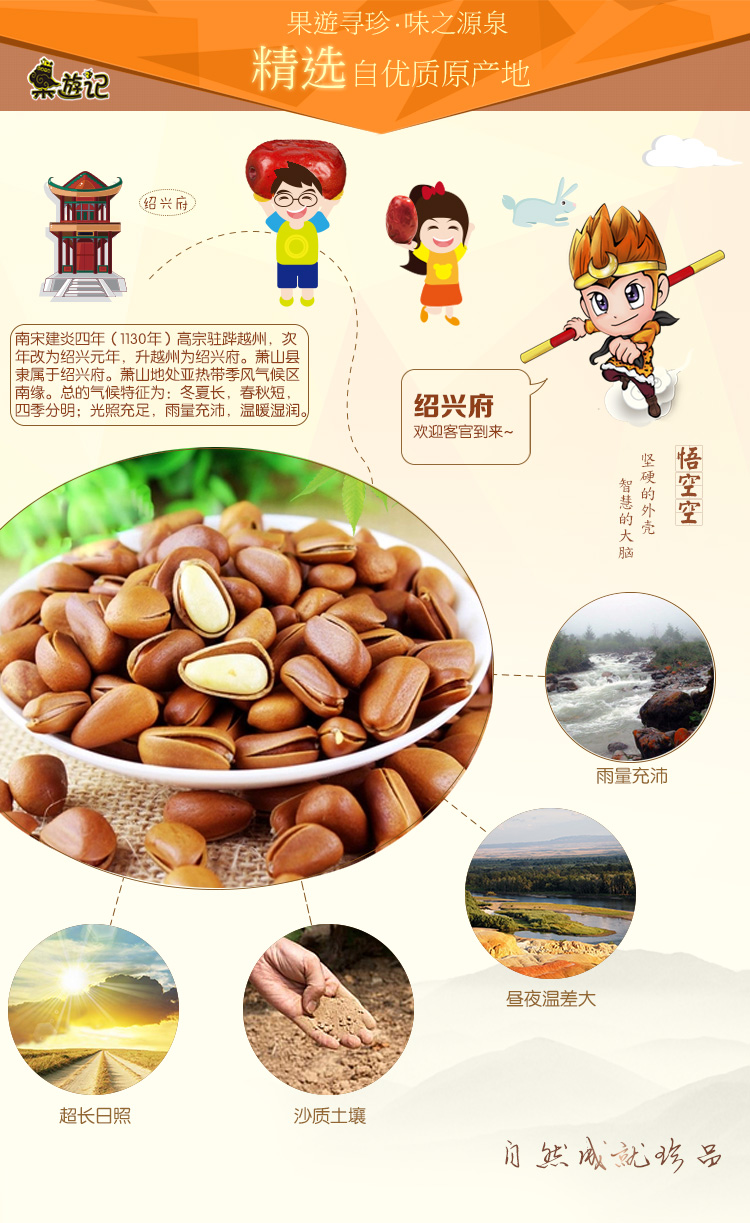 果遊寻珍·味之源泉
精选自优质原产地
果遊记
绍兴府
南宋建炎四年（1130年）高宗驻跸越州，次
年改为绍兴元年，升越州为绍兴府。萧山县
隶属于绍兴府。萧山地处亚热带季风气候区
南缘。总的气候特征为：冬夏长，春秋短，
四季分明；光照充足，雨量充沛，温暖湿润。
绍兴府
欢迎客官到来~
悟空空
坚硬的外壳
智慧的大脑
雨量充沛
昼夜温差大
超长日照
沙质土壤
自然成就珍品